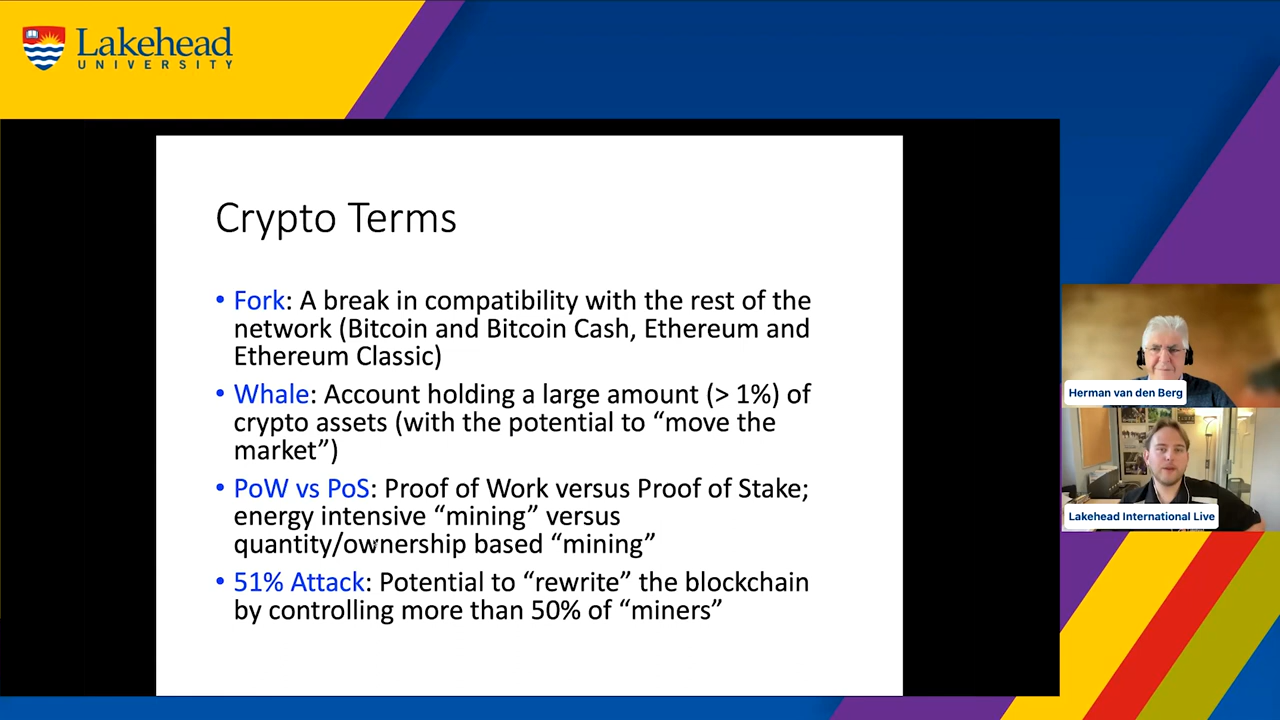 Lakehead
UNIVERSITY
Crypto Terms
• Fork: A break in compatibility with the rest of the
network (Bitcoin and Bitcoin Cash, Ethereum and
Ethereum Classic)
• Whale: Account holding a large amount (> 1%) of
crypto assets (with the potential to “move the
market”)
• PoW vs PoS: Proof of Work versus Proof of Stake;
energy intensive “mining” versus
quantity/ownership based “mining”
• 51% Attack: Potential to “rewrite” the blockchain
by controlling more than 50% of “miners”
Herman van den Berg
Lakehead International Live